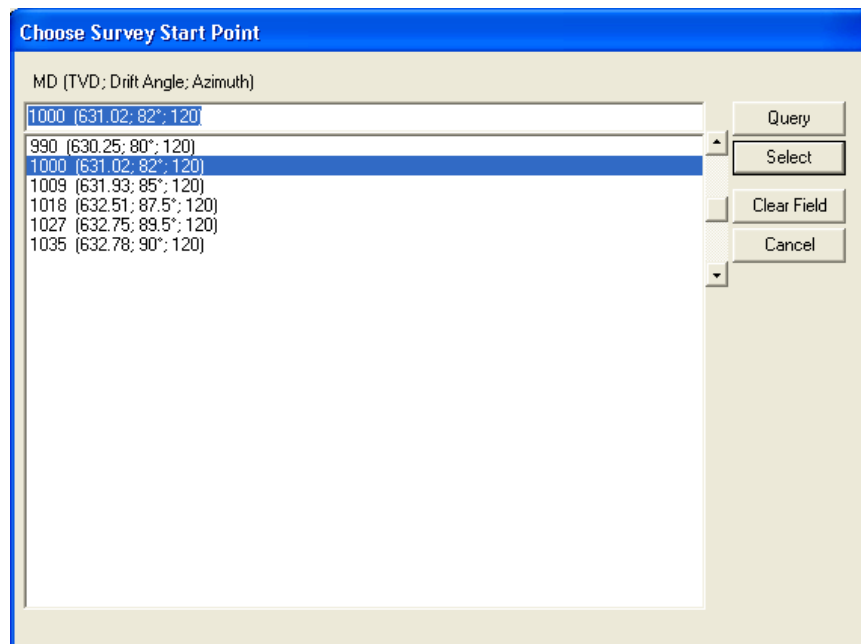 Choose Survey Start Point
MD (TVD; Drift Angle; Azimuth)
1000 (631.02; 82°; 120)
Query
990 (630.25; 80°; 120)
1000 (631.02; 82°; 120)
Select
1009 (631.93; 85°; 120)
1018 (632.51; 87.5°; 120)
Clear Field
1027 (632.75; 89.5°; 120)
1035 (632.78; 90°; 120)
Cancel